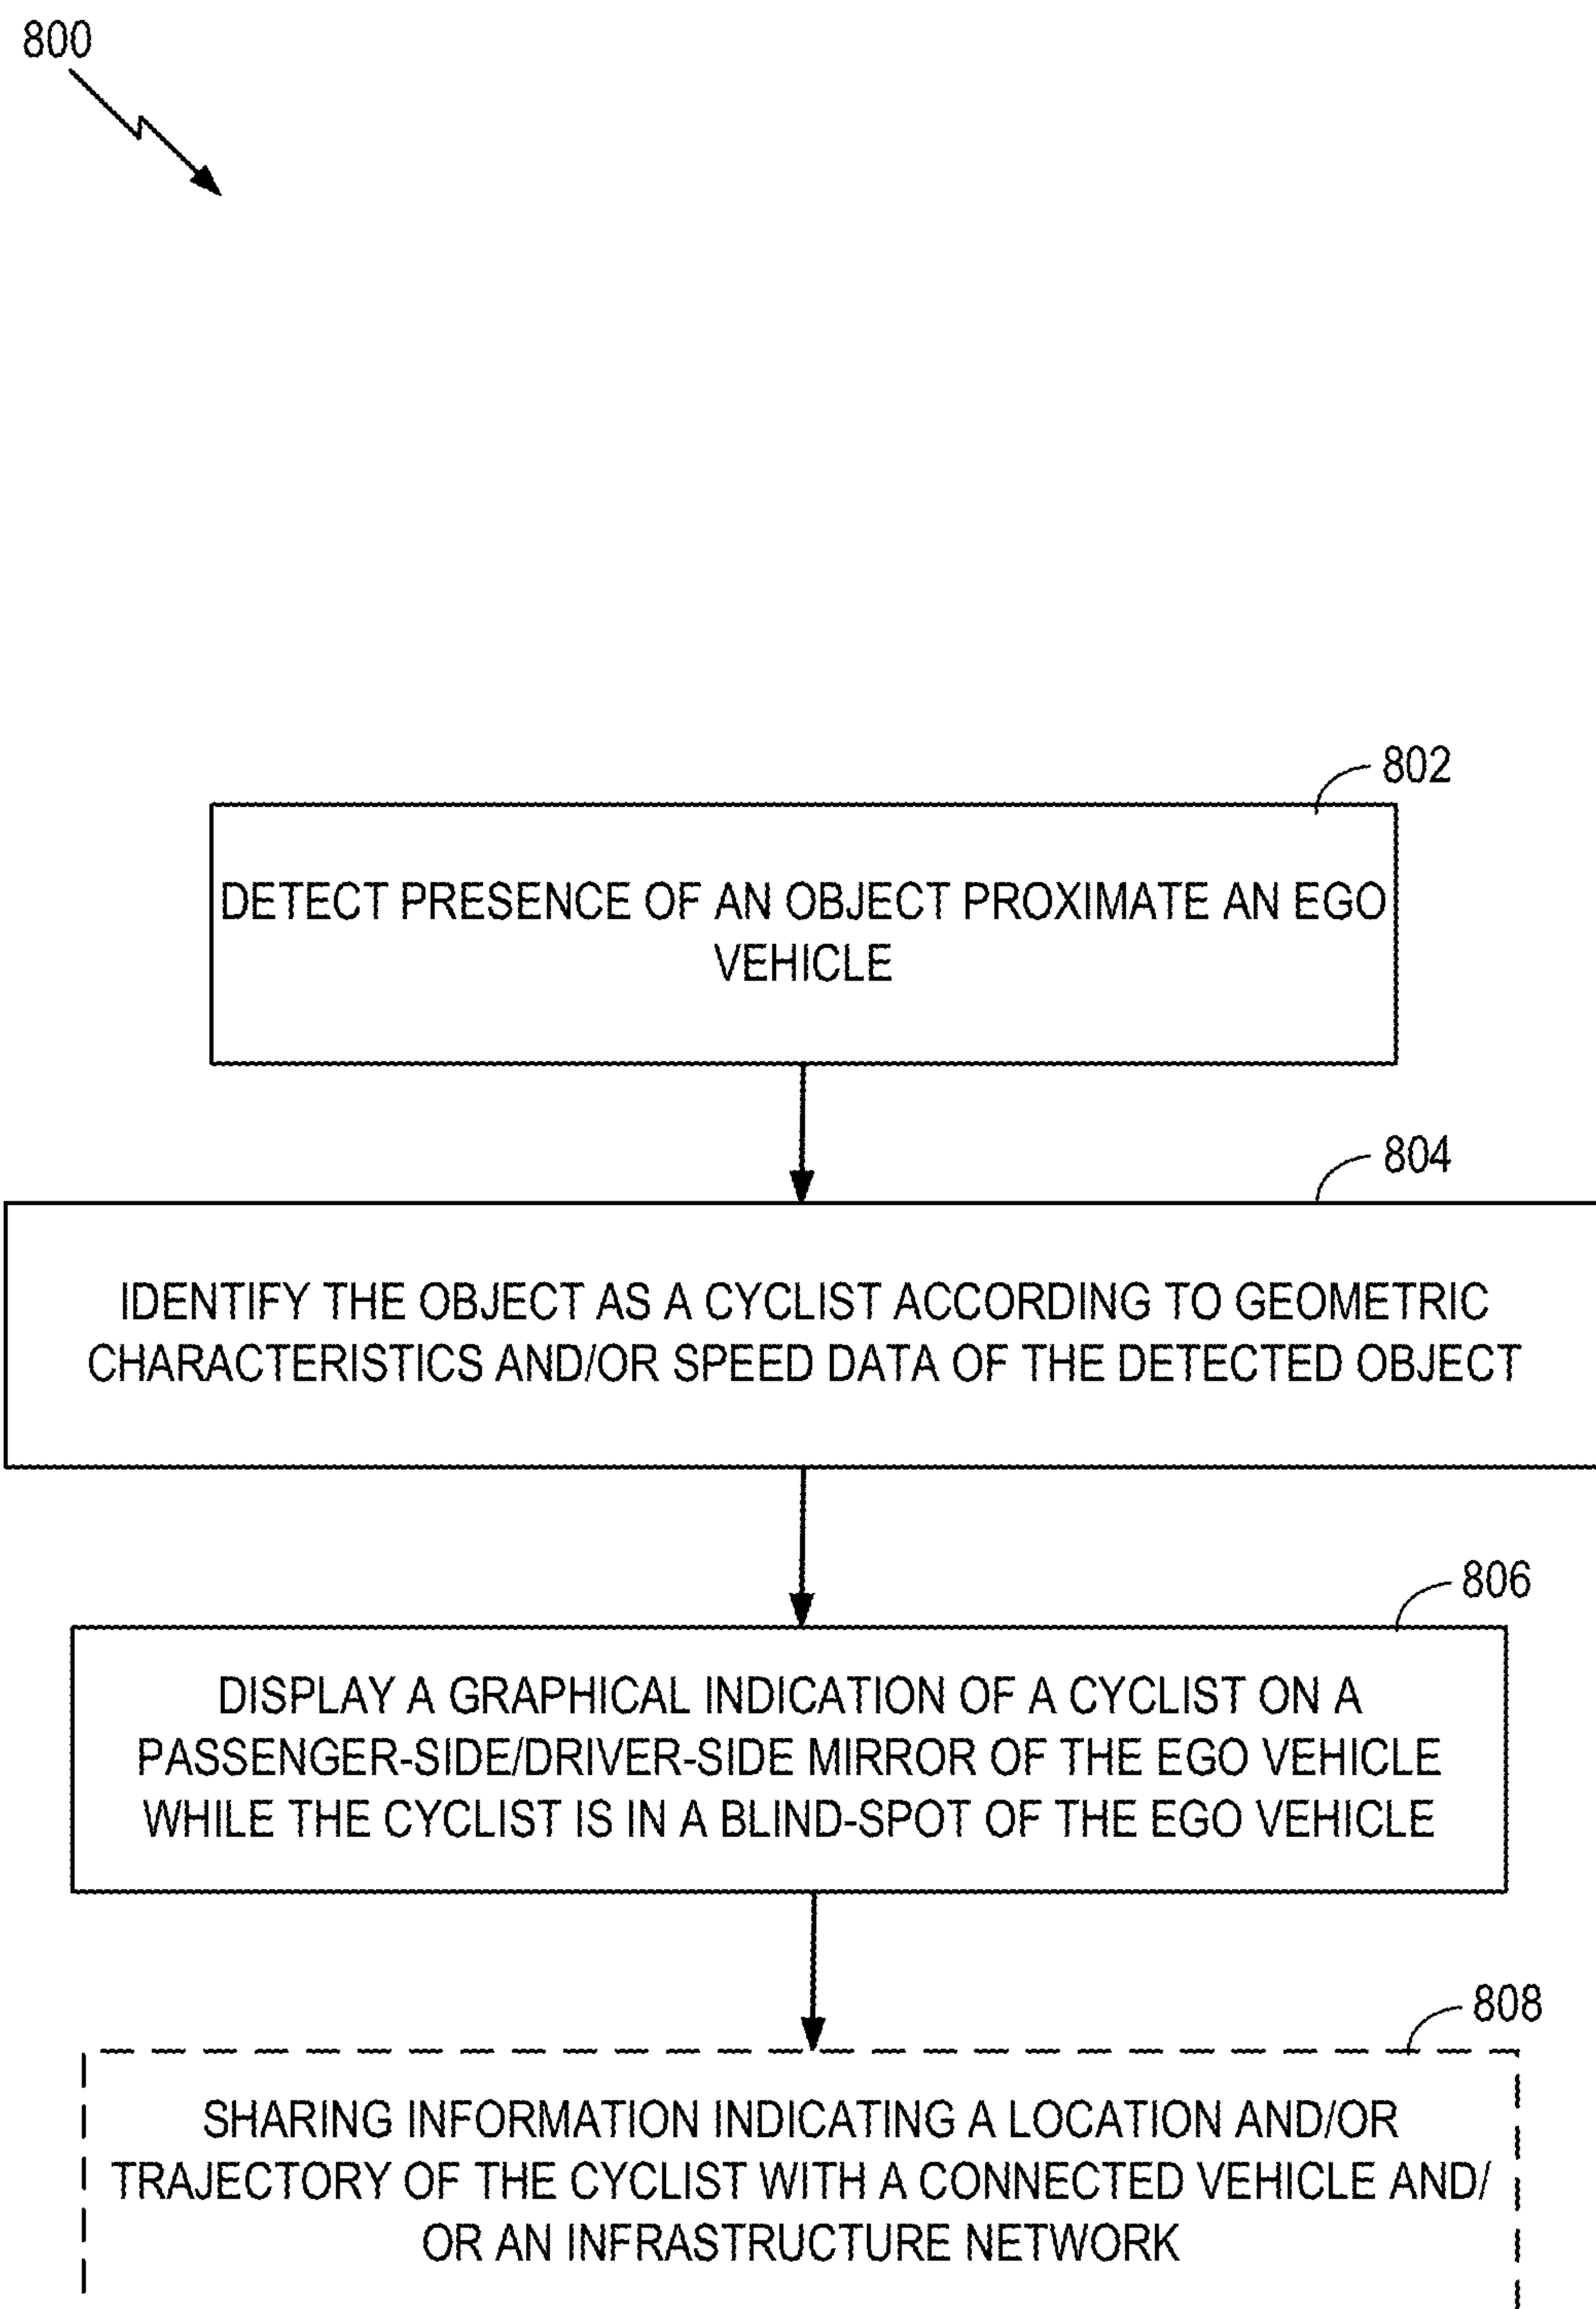 800
802
DETECT PRESENCE OF AN OBJECT PROXIMATE AN EGO
VEHICLE
804
IDENTIFY THE OBJECT AS A CYCLIST ACCORDING TO GEOMETRIC
CHARACTERISTICS AND/OR SPEED DATA OF THE DETECTED OBJECT
806
DISPLAY A GRAPHICAL INDICATION OF A CYCLIST ON A
PASSENGER-SIDE/DRIVER-SIDE MIRROR OF THE EGO VEHICLE
WHILE THE CYCLIST IS IN A BLIND-SPOT OF THE EGO VEHICLE
808
SHARING INFORMATION INDICATING A LOCATION AND/OR
TRAJECTORY OF THE CYCLIST WITH A CONNECTED VEHICLE AND/
OR AN INFRASTRUCTURE NETWORK